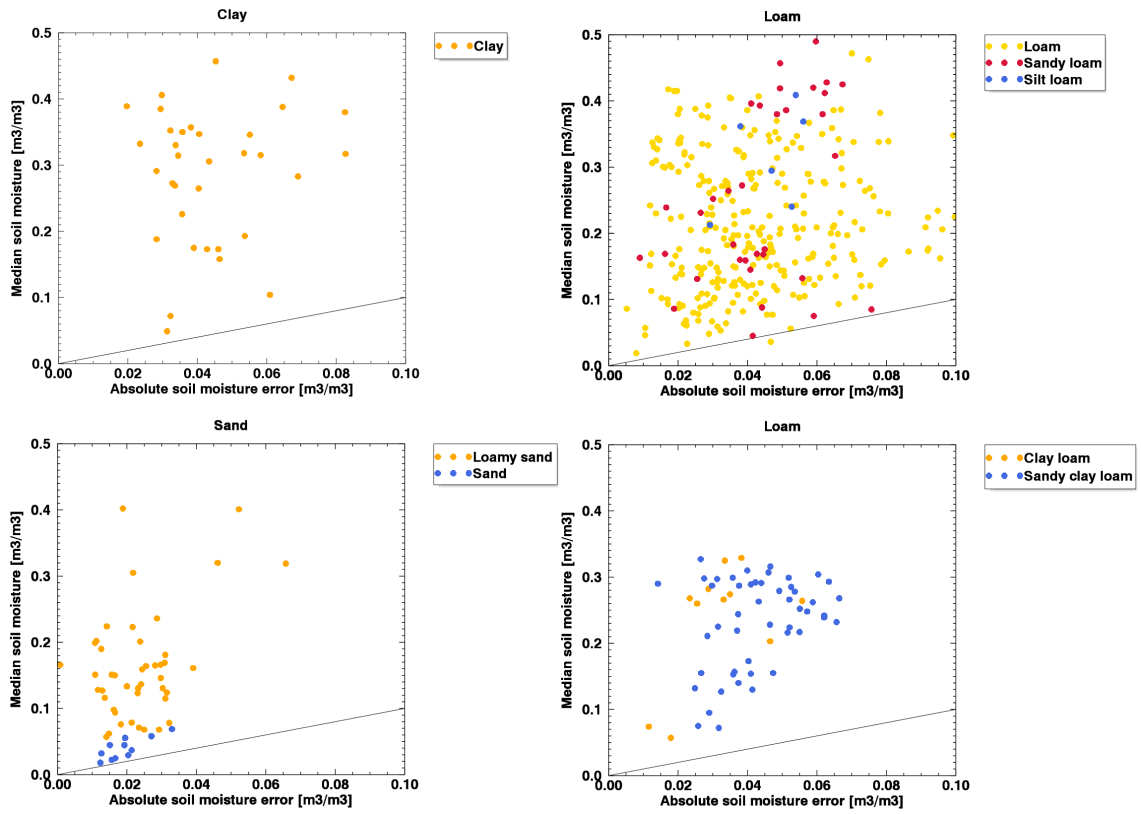 Clay
0.5
0.4
0.3
0.2
0.1
0.0
Median soil moisture [m3/m3]
0.00 0.02 0.04 0.06 0.08 0.10
Absolute soil moisture error [m3/m3]
Clay
Loam
0.5
0.4
0.3
0.2
0.1
0.0
Median soil moisture [m3/m3]
0.00 0.02 0.04 0.06 0.08 0.10
Absolute soil moisture error [m3/m3]
Loam
Sandy loam
Silt loam
Sand
0.5
0.4
0.3
0.2
0.1
0.0
Median soil moisture [m3/m3]
0.00 0.02 0.04 0.06 0.08 0.10
Absolute soil moisture error [m3/m3]
Loamy sand
Sand
Loam
0.5
0.4
0.3
0.2
0.1
0.0
Median soil moisture [m3/m3]
0.00 0.02 0.04 0.06 0.08 0.10
Absolute soil moisture error [m3/m3]
Clay loam
Sandy clay loam